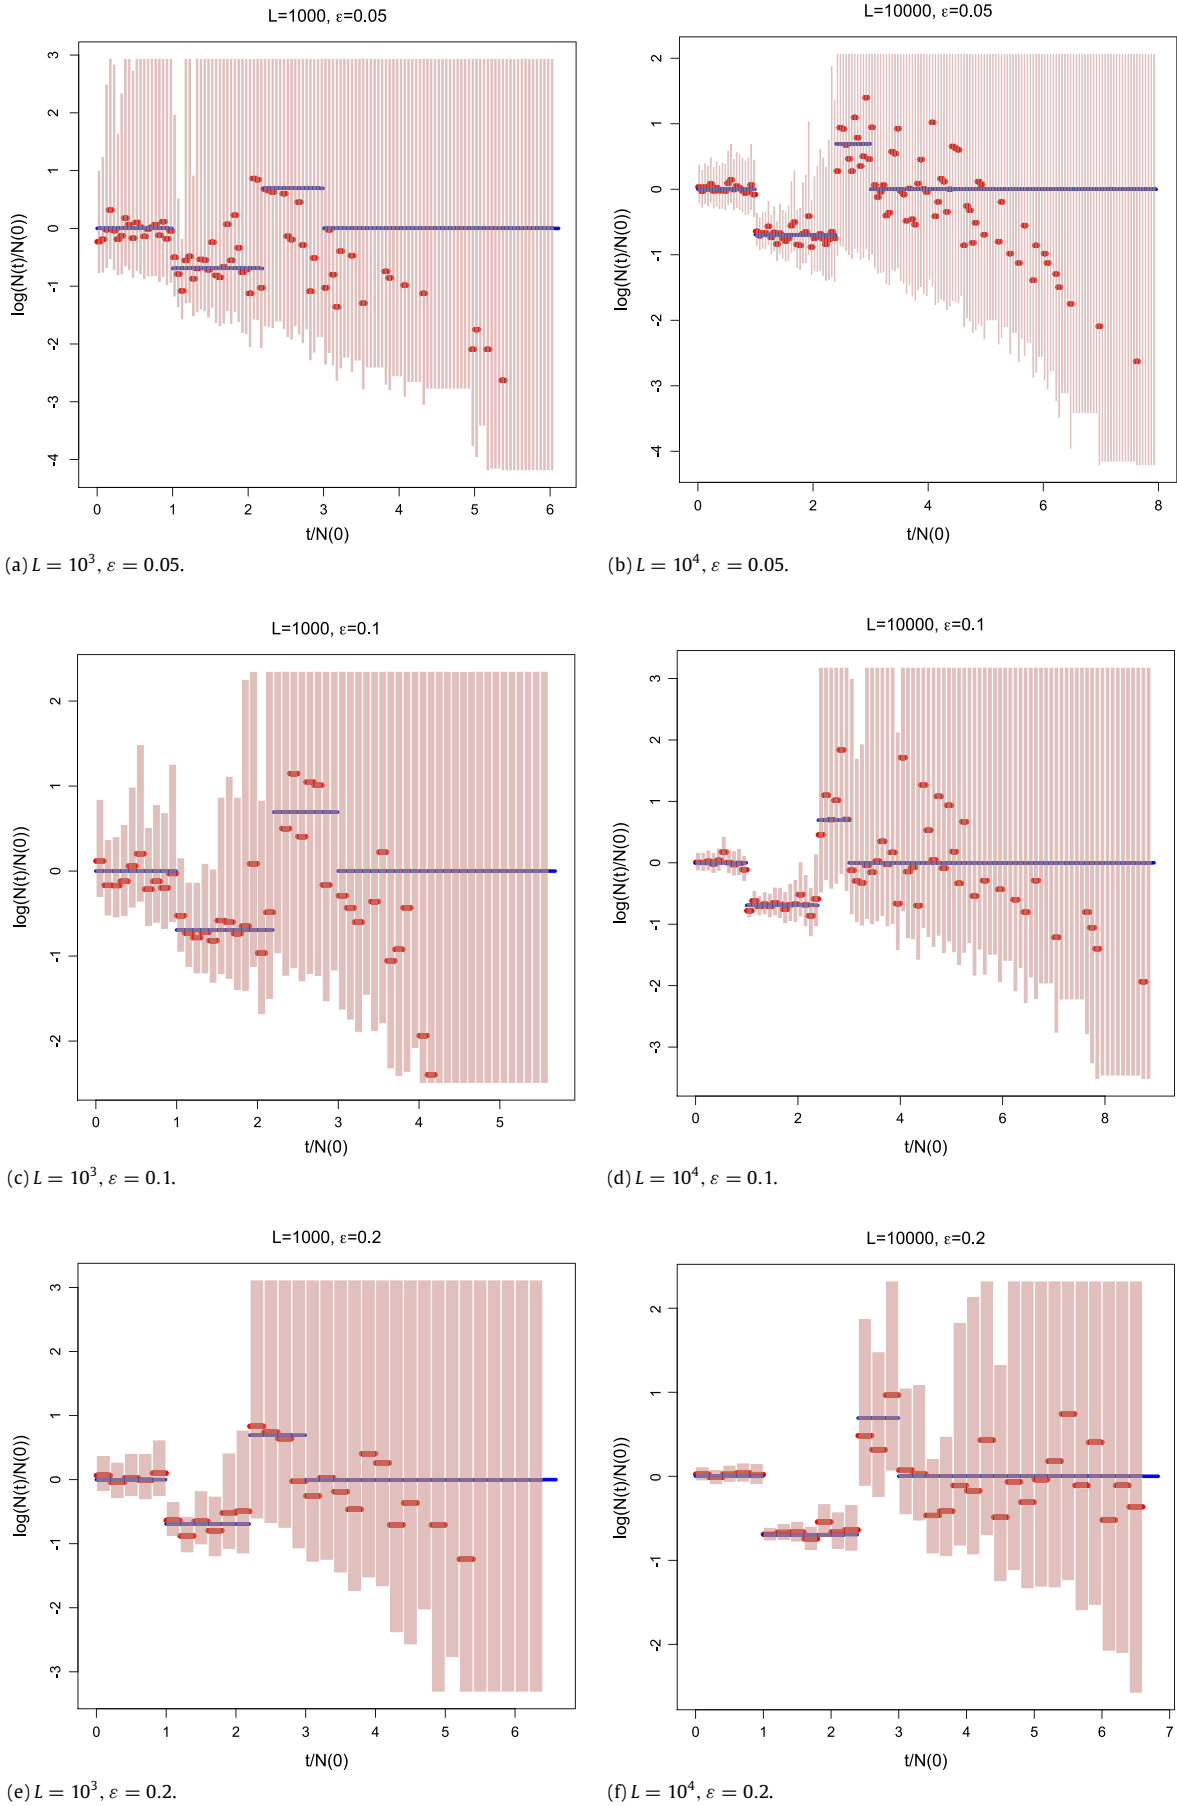 L=1000, ε=0.05
log(N(t)/N(0))
3
2
1
0
-1
-2
-3
-4
0 1 2 3 4 5 6
t/N(0)
(a) L = 10³, ε = 0.05.
L=10000, ε=0.05
log(N(t)/N(0))
2
1
0
-1
-2
-3
-4
0 2 4 6 8
t/N(0)
(b) L = 10⁴, ε = 0.05.
L=1000, ε=0.1
log(N(t)/N(0))
2
1
0
-1
-2
0 1 2 3 4 5
t/N(0)
(c) L = 10³, ε = 0.1.
L=10000, ε=0.1
log(N(t)/N(0))
3
2
1
0
-1
-2
-3
0 2 4 6 8
t/N(0)
(d) L = 10⁴, ε = 0.1.
L=1000, ε=0.2
log(N(t)/N(0))
3
2
1
0
-1
-2
-3
0 1 2 3 4 5 6
t/N(0)
(e) L = 10³, ε = 0.2.
L=10000, ε=0.2
log(N(t)/N(0))
2
1
0
-1
-2
0 1 2 3 4 5 6 7
t/N(0)
(f) L = 10⁴, ε = 0.2.